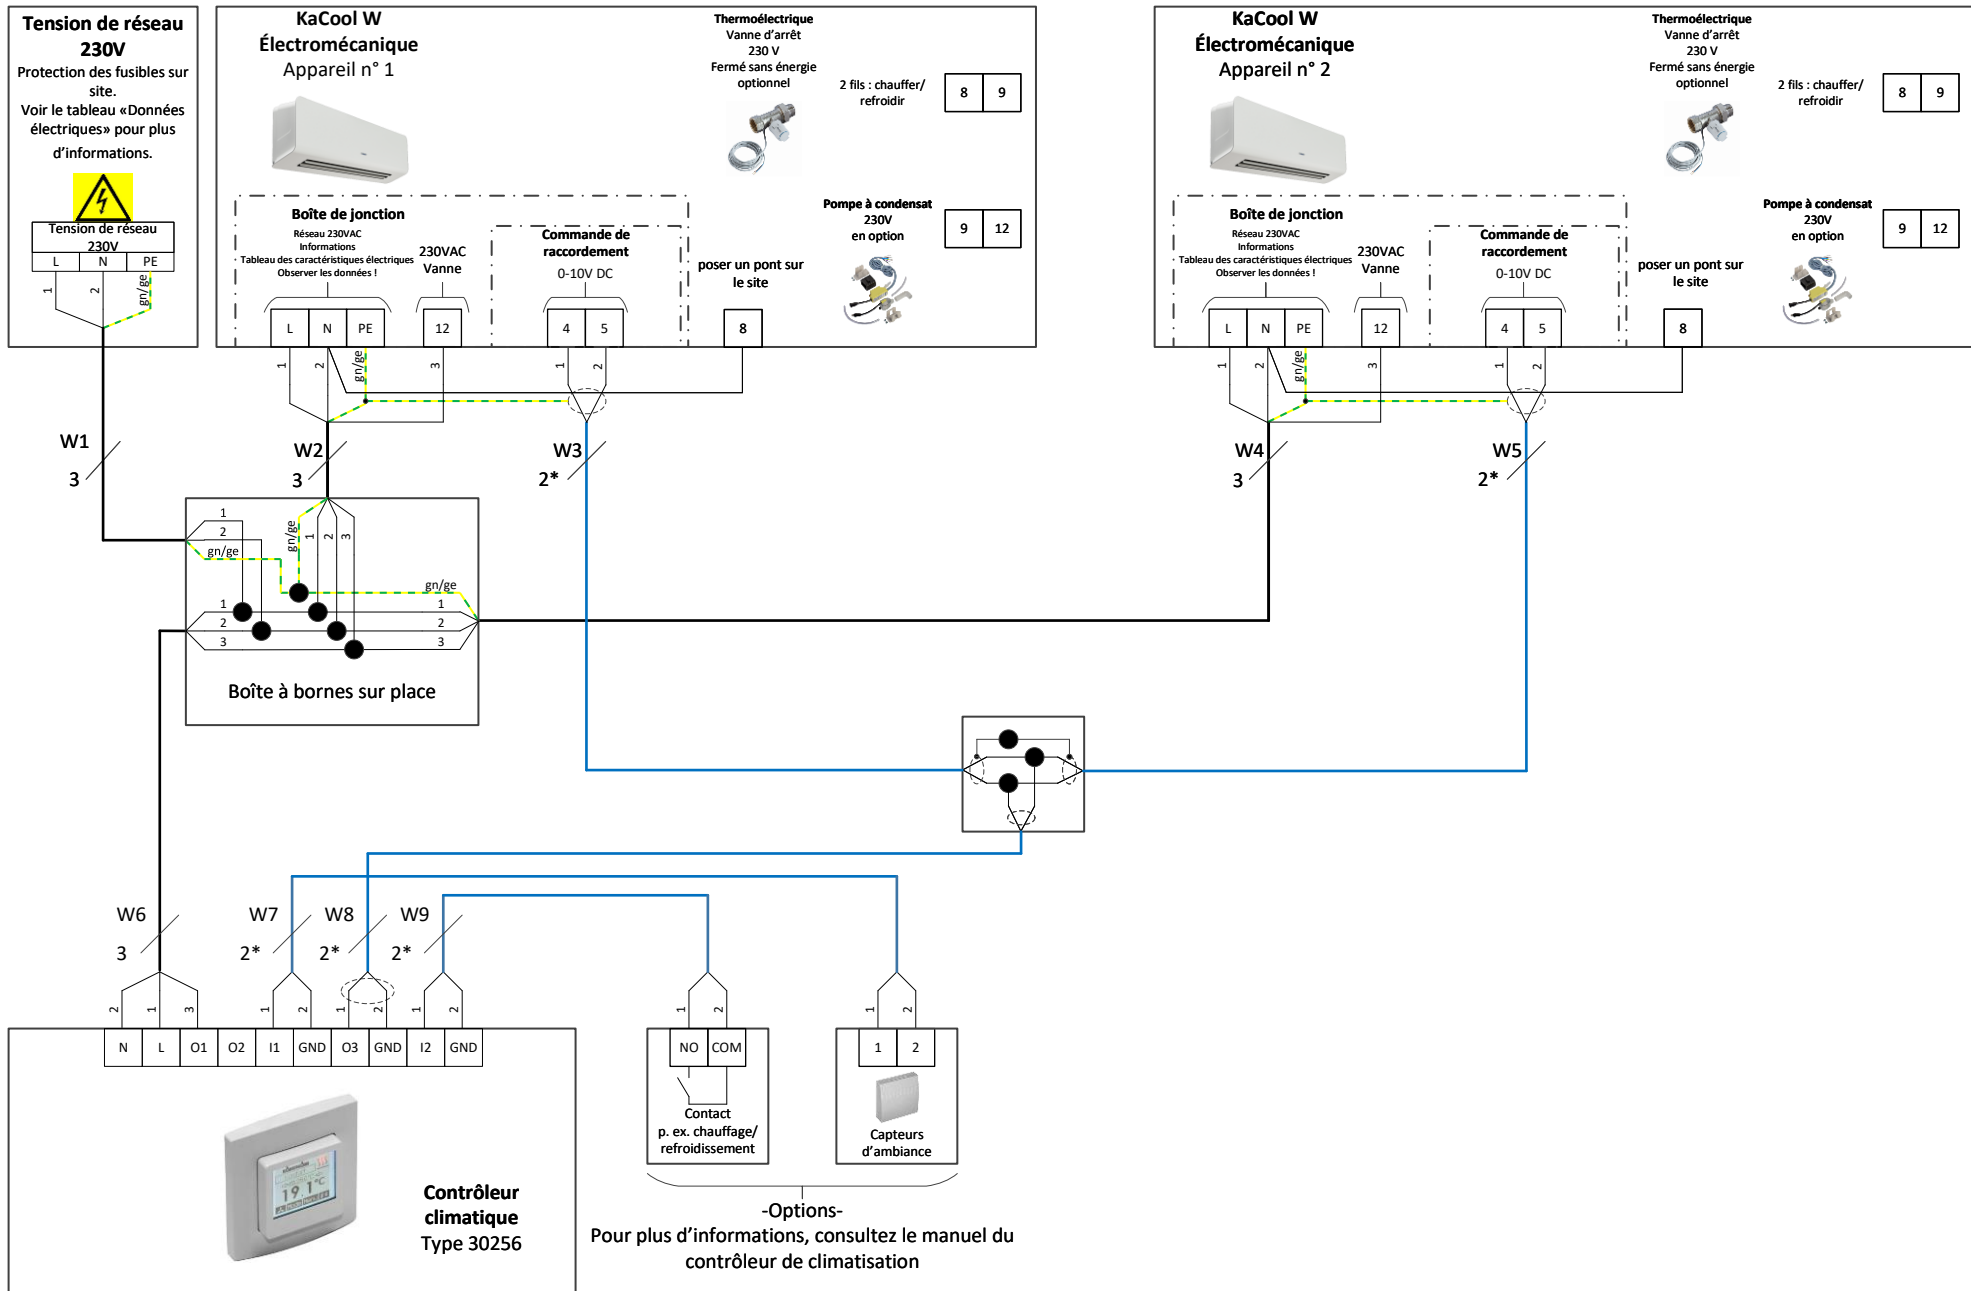 Tension de réseau
230V
Protection des fusibles sur
site.
Voir le tableau «Données
électriques» pour plus
d’informations.
Tension de réseau
230V
L N PE
1 2 gn/ge
KaCool W
Électromécanique
Appareil n° 1
Thermoélectrique
Vanne d’arrêt
230 V
Fermé sans énergie
optionnel
2 fils : chauffer/
refroidir
8 9
Boîte de jonction
Réseau 230VAC
Informations
Tableau des caractéristiques électriques
Observer les données !
230VAC
Vanne
Commande de
raccordement
0-10V DC
poser un pont sur
le site
Pompe à condensat
230V
en option
9 12
L N PE 12 4 5 8
1 2 gn/ge 3 1 2
KaCool W
Électromécanique
Appareil n° 2
Thermoélectrique
Vanne d’arrêt
230 V
Fermé sans énergie
optionnel
2 fils : chauffer/
refroidir
8 9
Boîte de jonction
Réseau 230VAC
Informations
Tableau des caractéristiques électriques
Observer les données !
230VAC
Vanne
Commande de
raccordement
0-10V DC
poser un pont sur
le site
Pompe à condensat
230V
en option
9 12
L N PE 12 4 5 8
1 2 gn/ge 3 1 2
W1
3
W2
3
W3
2*
W4
3
W5
2*
1
2
gn/ge
gn/ge 1 2 3
gn/ge
1 1
2 2
3 3
Boîte à bornes sur place
W6
3
W7
2*
W8
2*
W9
2*
2 1 3 1 2 1 2 1 2
N L O1 O2 I1 GND O3 GND I2 GND
19.1°C
Contrôleur
climatique
Type 30256
1 2
NO COM
Contact
p. ex. chauffage/
refroidissement
1 2
1 2
Capteurs
d’ambiance
-Options-
Pour plus d’informations, consultez le manuel du
contrôleur de climatisation